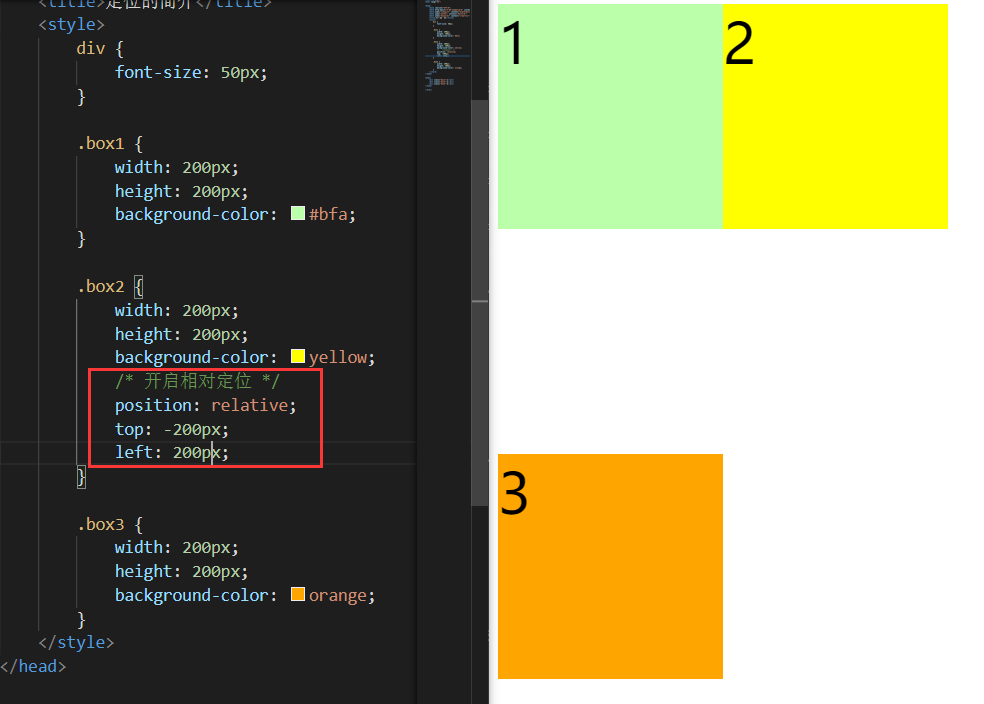 <title>定位的简介</title>
<style>
div {
font-size: 50px;
}
.box1 {
width: 200px;
height: 200px;
background-color: #bfa;
}
.box2 {
width: 200px;
height: 200px;
background-color: yellow;
/* 开启相对定位 */
position: relative;
top: -200px;
left: 200px;
}
.box3 {
width: 200px;
height: 200px;
background-color: orange;
}
</style>
</head>
1
2
3